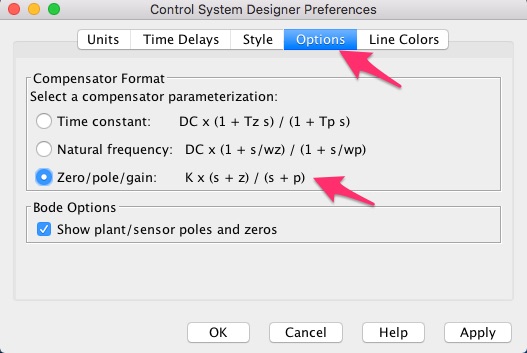 Control System Designer Preferences
Units Time Delays Style Options Line Colors
Compensator Format
Select a compensator parameterization:
Time constant: DC x (1 + Tz s) / (1 + Tp s)
Natural frequency: DC x (1 + s/wz) / (1 + s/wp)
Zero/pole/gain: K x (s + z) / (s + p)
Bode Options
Show plant/sensor poles and zeros
OK Cancel Help Apply